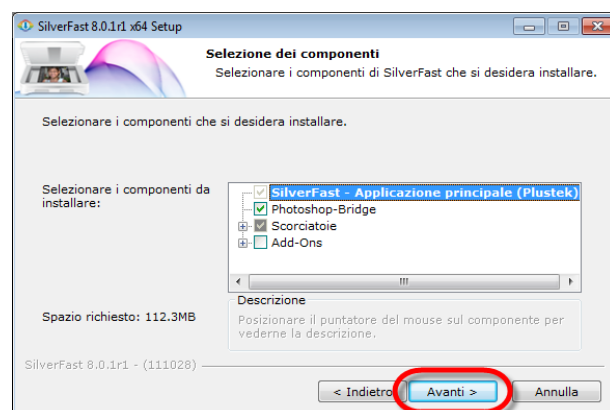 SilverFast 8.0.1r1 x64 Setup
Selezione dei componenti
Selezionare i componenti di SilverFast che si desidera installare.
Selezionare i componenti che si desidera installare.
Selezionare i componenti da
installare:
SilverFast - Applicazione principale (Plustek)
Photoshop-Bridge
Scorciatoie
Add-Ons
Descrizione
Spazio richiesto: 112.3MB
Posizionare il puntatore del mouse sul componente per
vederne la descrizione.
SilverFast 8.0.1r1 - (111028)
< Indietro
Avanti >
Annulla